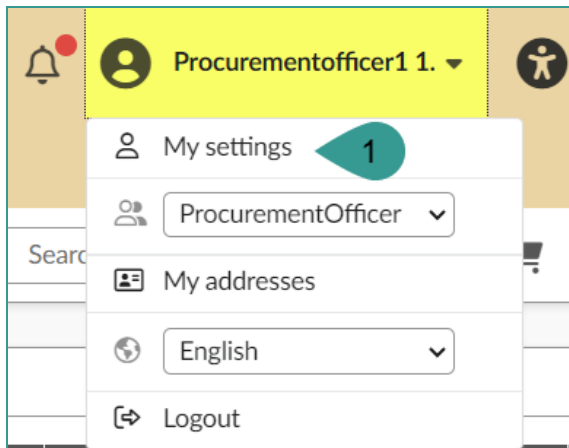 Procurementofficer1 1.
My settings
1
ProcurementOfficer
Searc
My addresses
English
Logout